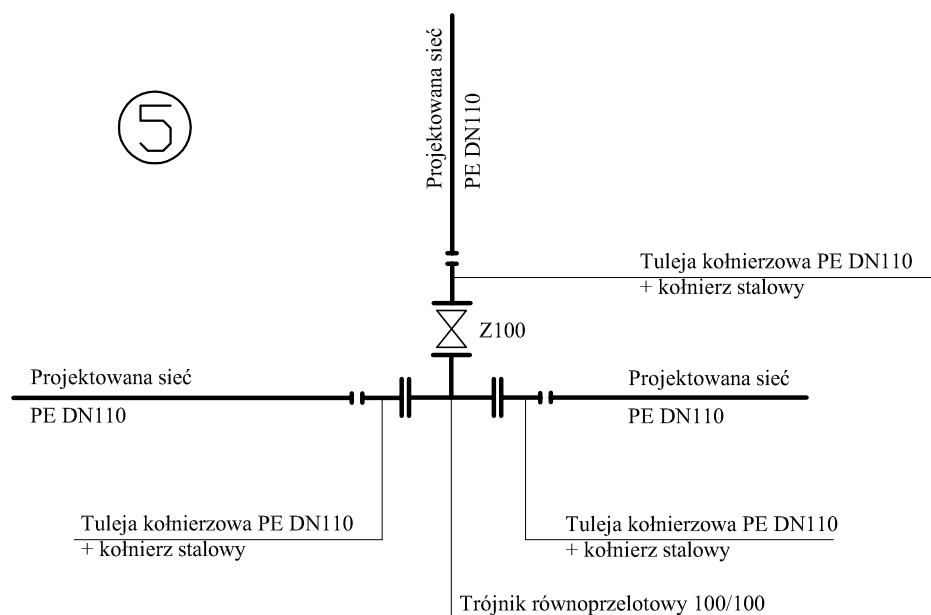 Projektowana sieć
PE DN110
5
Tuleja kołnierzowa PE DN110
+ kołnierz stalowy
Z100
Projektowana sieć
PE DN110
Projektowana sieć
PE DN110
Tuleja kołnierzowa PE DN110
+ kołnierz stalowy
Tuleja kołnierzowa PE DN110
+ kołnierz stalowy
Trójnik równoprzelotowy 100/100